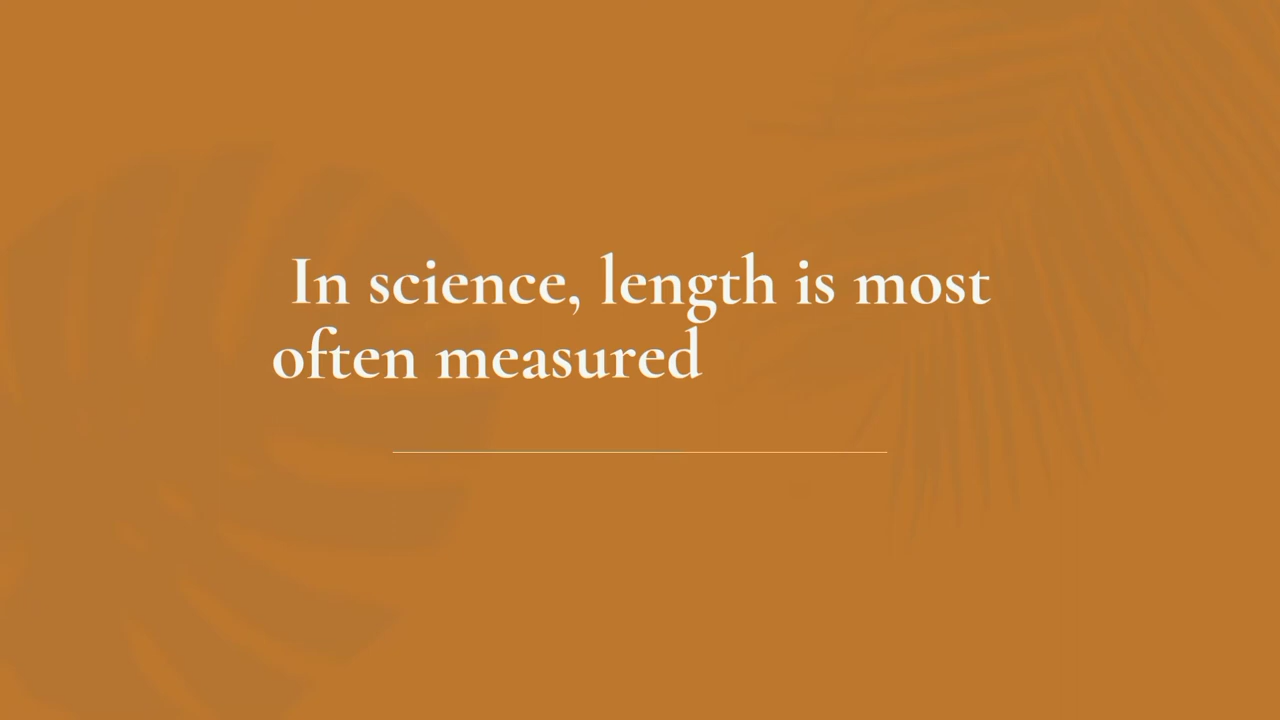 In science, length is most
often measured